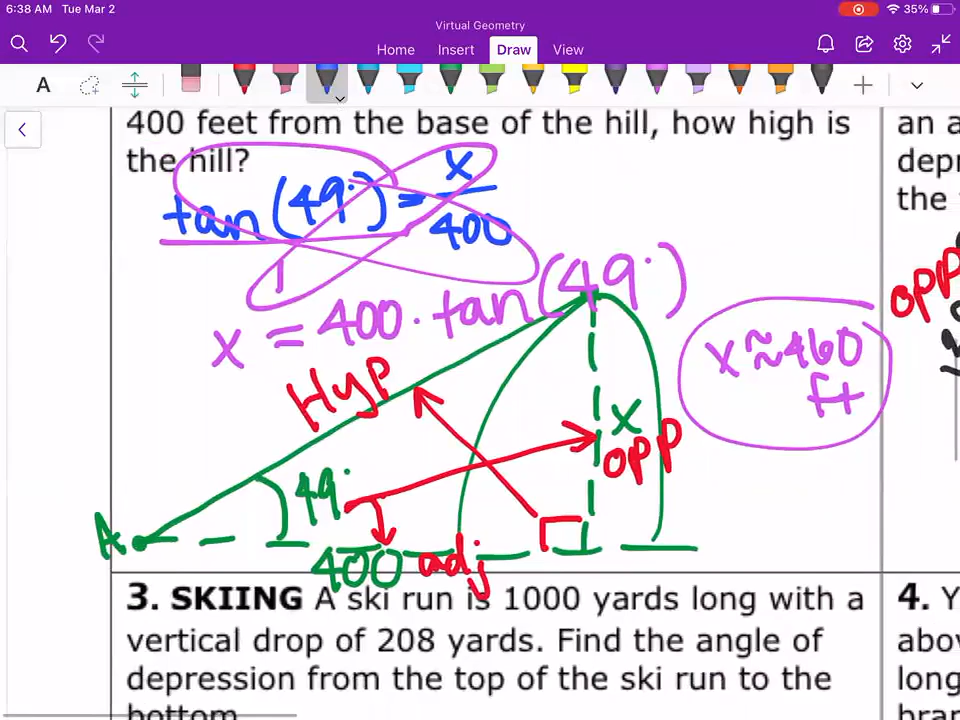 6:38 AM Tue Mar 2
35%
Virtual Geometry
Home Insert Draw View
A
400 feet from the base of the hill, how high is
the hill?
tan (49°) = x
400
1
x = 400 · tan (49°)
x ≈ 460
ft
Hyp
x
opp
49°
A
400 adj
3. SKIING A ski run is 1000 yards long with a
vertical drop of 208 yards. Find the angle of
depression from the top of the ski run to the
bottom
an a
depr
the
opp
4. Y
abov
long
bran